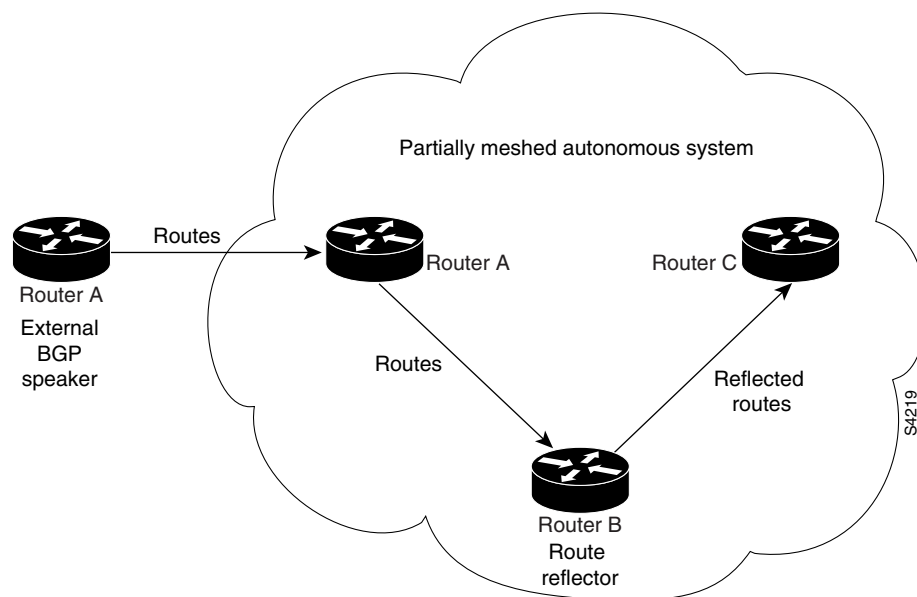 Partially meshed autonomous system
Routes
Router A
Router A
Router C
External
BGP
speaker
Routes
Reflected
routes
Router B
Route
reflector
S4219